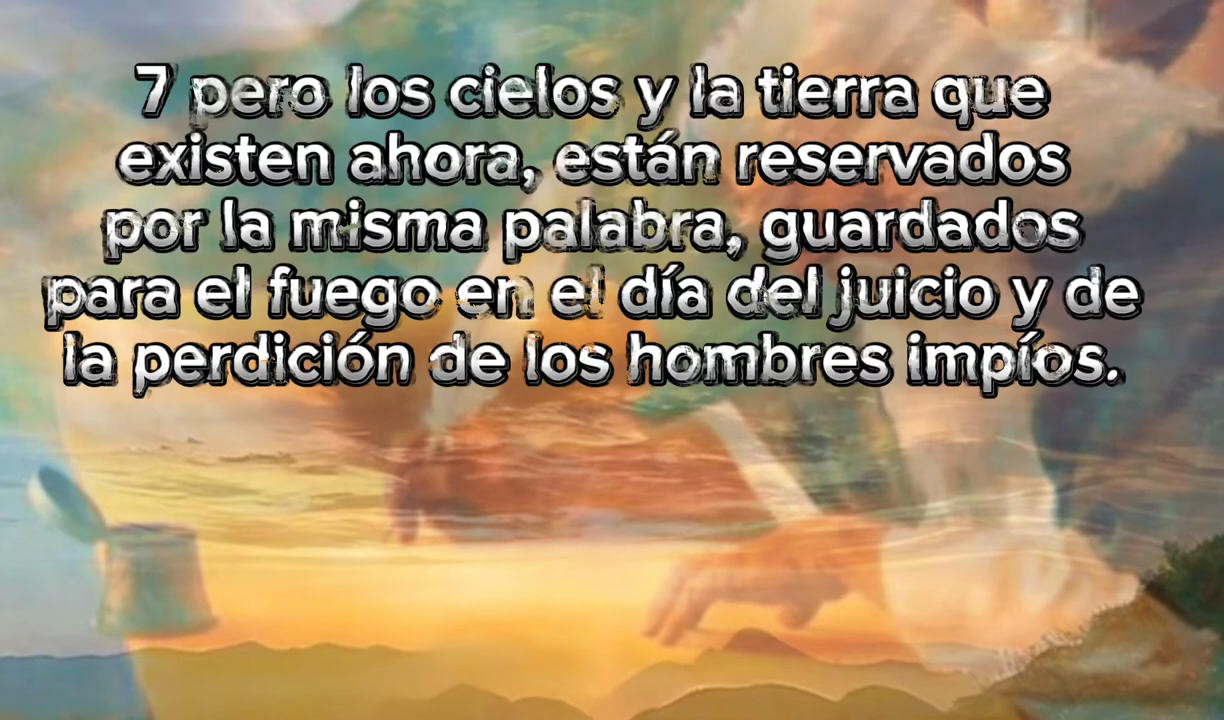 7 pero los cielos y la tierra que
existen ahora, están reservados
por la misma palabra, guardados
para el fuego en el día del juicio y de
la perdición de los hombres impíos.